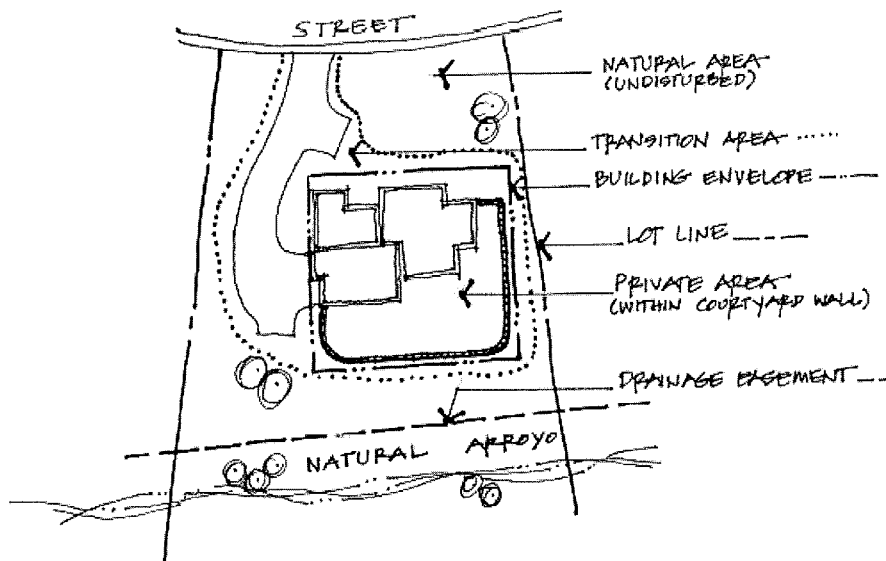 STREET
NATURAL AREA
(UNDISTURBED)
TRANSITION AREA
BUILDING ENVELOPE
LOT LINE
PRIVATE AREA
(WITHIN COURTYARD WALL)
DRAINAGE EASEMENT
NATURAL ARROYO